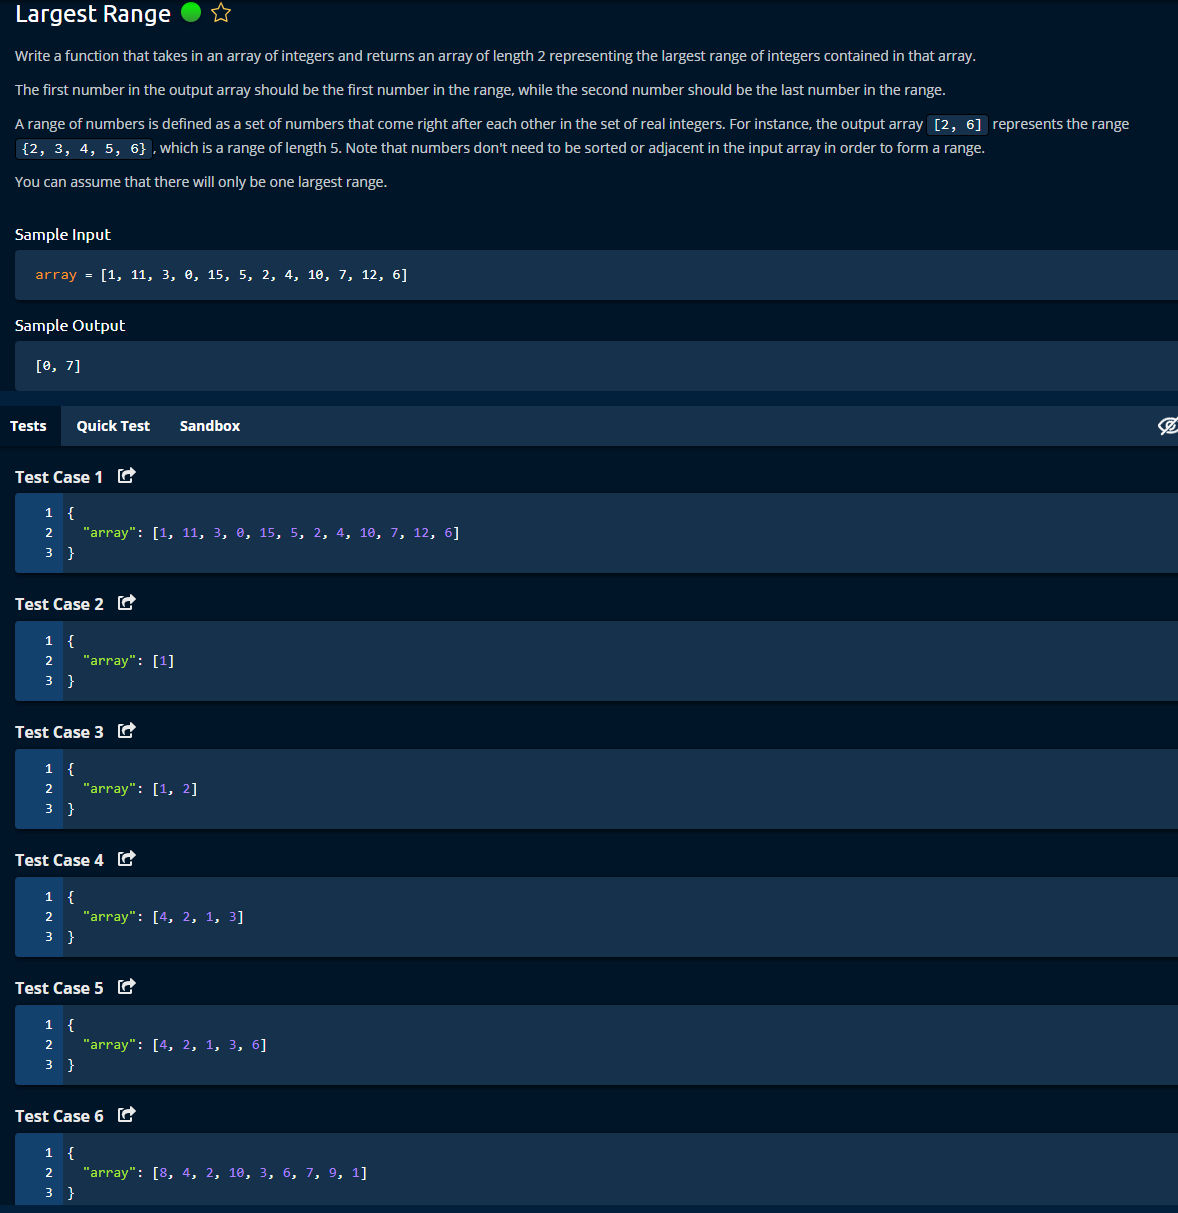 Largest Range
Write a function that takes in an array of integers and returns an array of length 2 representing the largest range of integers contained in that array.
The first number in the output array should be the first number in the range, while the second number should be the last number in the range.
A range of numbers is defined as a set of numbers that come right after each other in the set of real integers. For instance, the output array [2, 6] represents the range
{2, 3, 4, 5, 6} , which is a range of length 5. Note that numbers don't need to be sorted or adjacent in the input array in order to form a range.
You can assume that there will only be one largest range.
Sample Input
array = [1, 11, 3, 0, 15, 5, 2, 4, 10, 7, 12, 6]
Sample Output
[0, 7]
Tests Quick Test Sandbox
Test Case 1
1 {
2 "array": [1, 11, 3, 0, 15, 5, 2, 4, 10, 7, 12, 6]
3 }
Test Case 2
1 {
2 "array": [1]
3 }
Test Case 3
1 {
2 "array": [1, 2]
3 }
Test Case 4
1 {
2 "array": [4, 2, 1, 3]
3 }
Test Case 5
1 {
2 "array": [4, 2, 1, 3, 6]
3 }
Test Case 6
1 {
2 "array": [8, 4, 2, 10, 3, 6, 7, 9, 1]
3 }